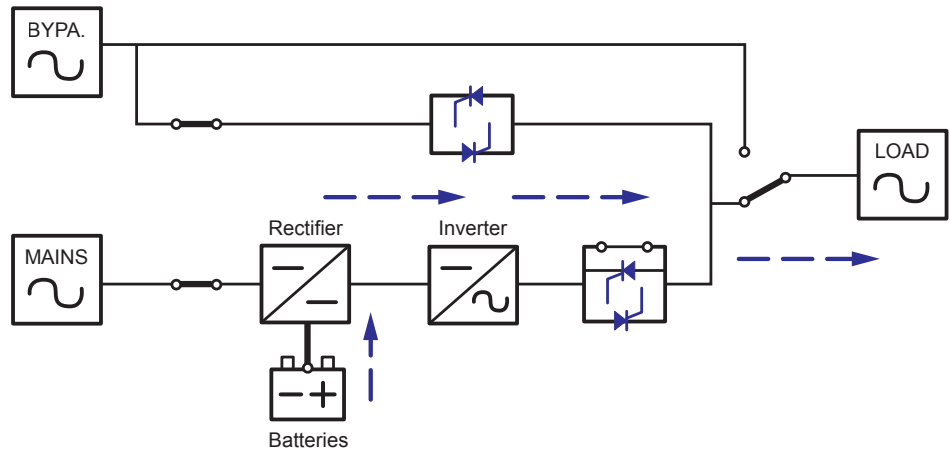 BYPA.
LOAD
Rectifier
Inverter
MAINS
Batteries